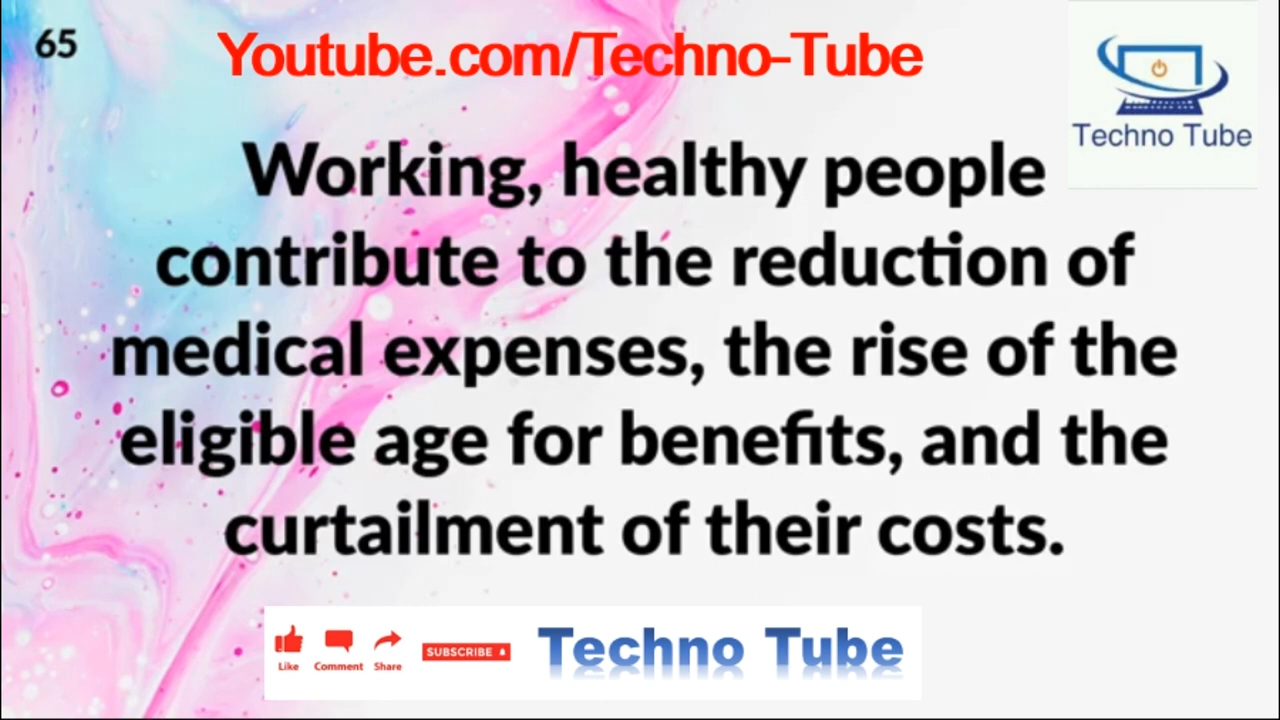 65
Youtube.com/Techno-Tube
Techno Tube
Working, healthy people
contribute to the reduction of
medical expenses, the rise of the
eligible age for benefits, and the
curtailment of their costs.
Like Comment Share
SUBSCRIBE
Techno Tube